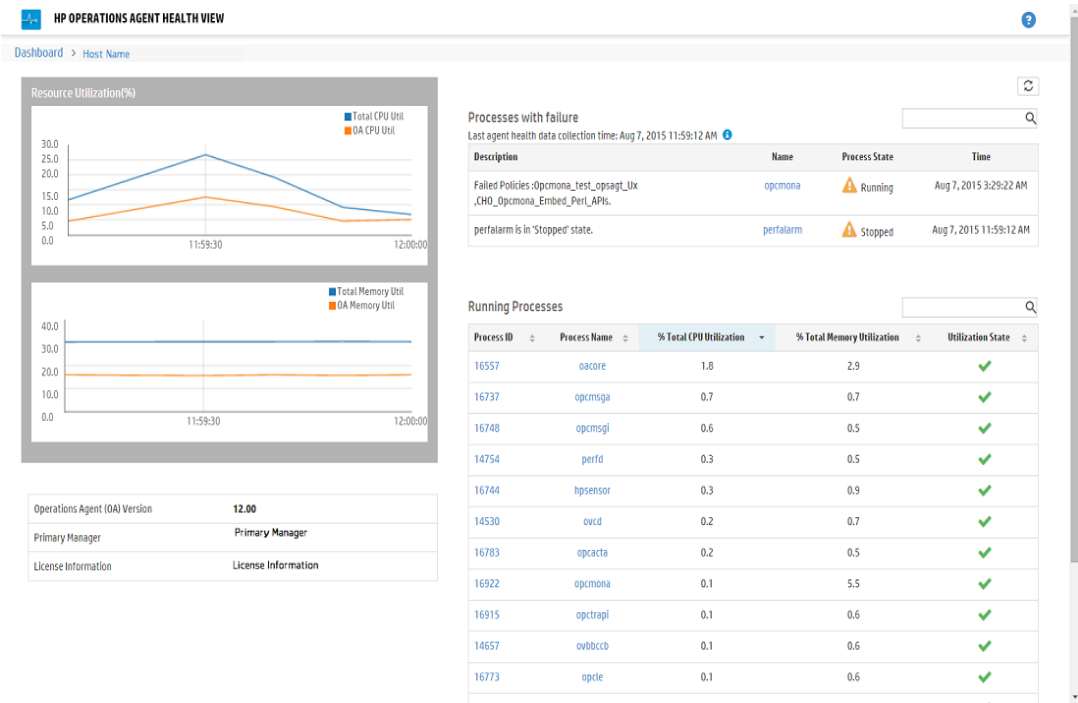 HP OPERATIONS AGENT HEALTH VIEW
?
Dashboard > Host Name
Resource Utilization(%)
Total CPU Util
OA CPU Util
30.0
25.0
20.0
15.0
10.0
5.0
0.0
11:59:30 12:00:00
Total Memory Util
OA Memory Util
40.0
30.0
20.0
10.0
0.0
11:59:30 12:00:00
Operations Agent (OA) Version 12.00
Primary Manager Primary Manager
License Information License Information
Processes with failure
Last agent health data collection time: Aug 7, 2015 11:59:12 AM
Description Name Process State Time
Failed Policies :Opcmona_test_opsagt_Ux
,CHO_Opcmona_Embed_Perl_APIs. opcmona Running Aug 7, 2015 3:29:22 AM
perfalarm is in 'Stopped' state. perfalarm Stopped Aug 7, 2015 11:59:12 AM
Running Processes
Process ID Process Name % Total CPU Utilization % Total Memory Utilization Utilization State
16557 oacore 1.8 2.9
16737 opcmsga 0.7 0.7
16748 opcmsgi 0.6 0.5
14754 perfd 0.3 0.5
16744 hpsensor 0.3 0.9
14530 ovcd 0.2 0.7
16783 opcacta 0.2 0.5
16922 opcmona 0.1 5.5
16915 opctrapi 0.1 0.6
14657 ovbbccb 0.1 0.6
16773 opcle 0.1 0.6